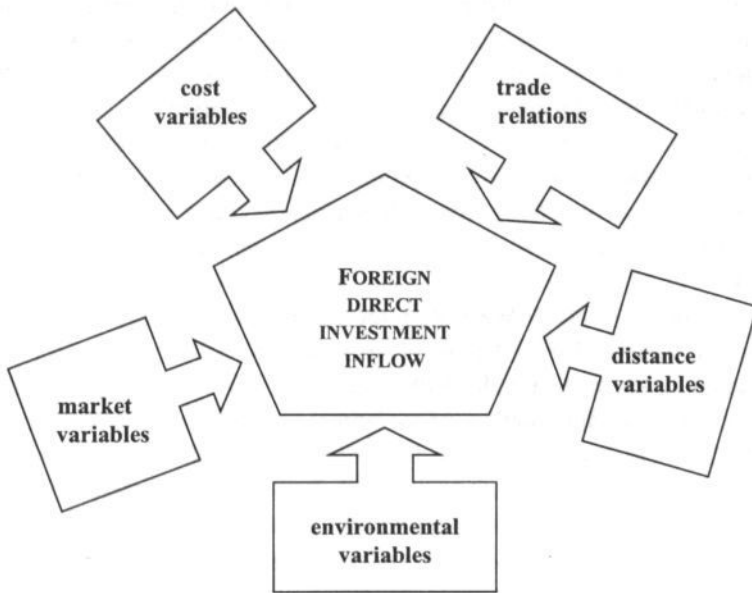 cost
variables
trade
relations
FOREIGN
DIRECT
INVESTMENT
INFLOW
distance
variables
market
variables
environmental
variables